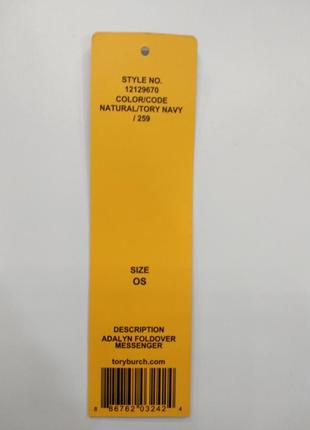 STYLE NO.
12129670
COLOR/CODE
NATURAL/TORY NAVY
/ 259
SIZE
OS
DESCRIPTION
ADALYN FOLDOVER
MESSENGER
toryburch.com
8 86762 03242 4